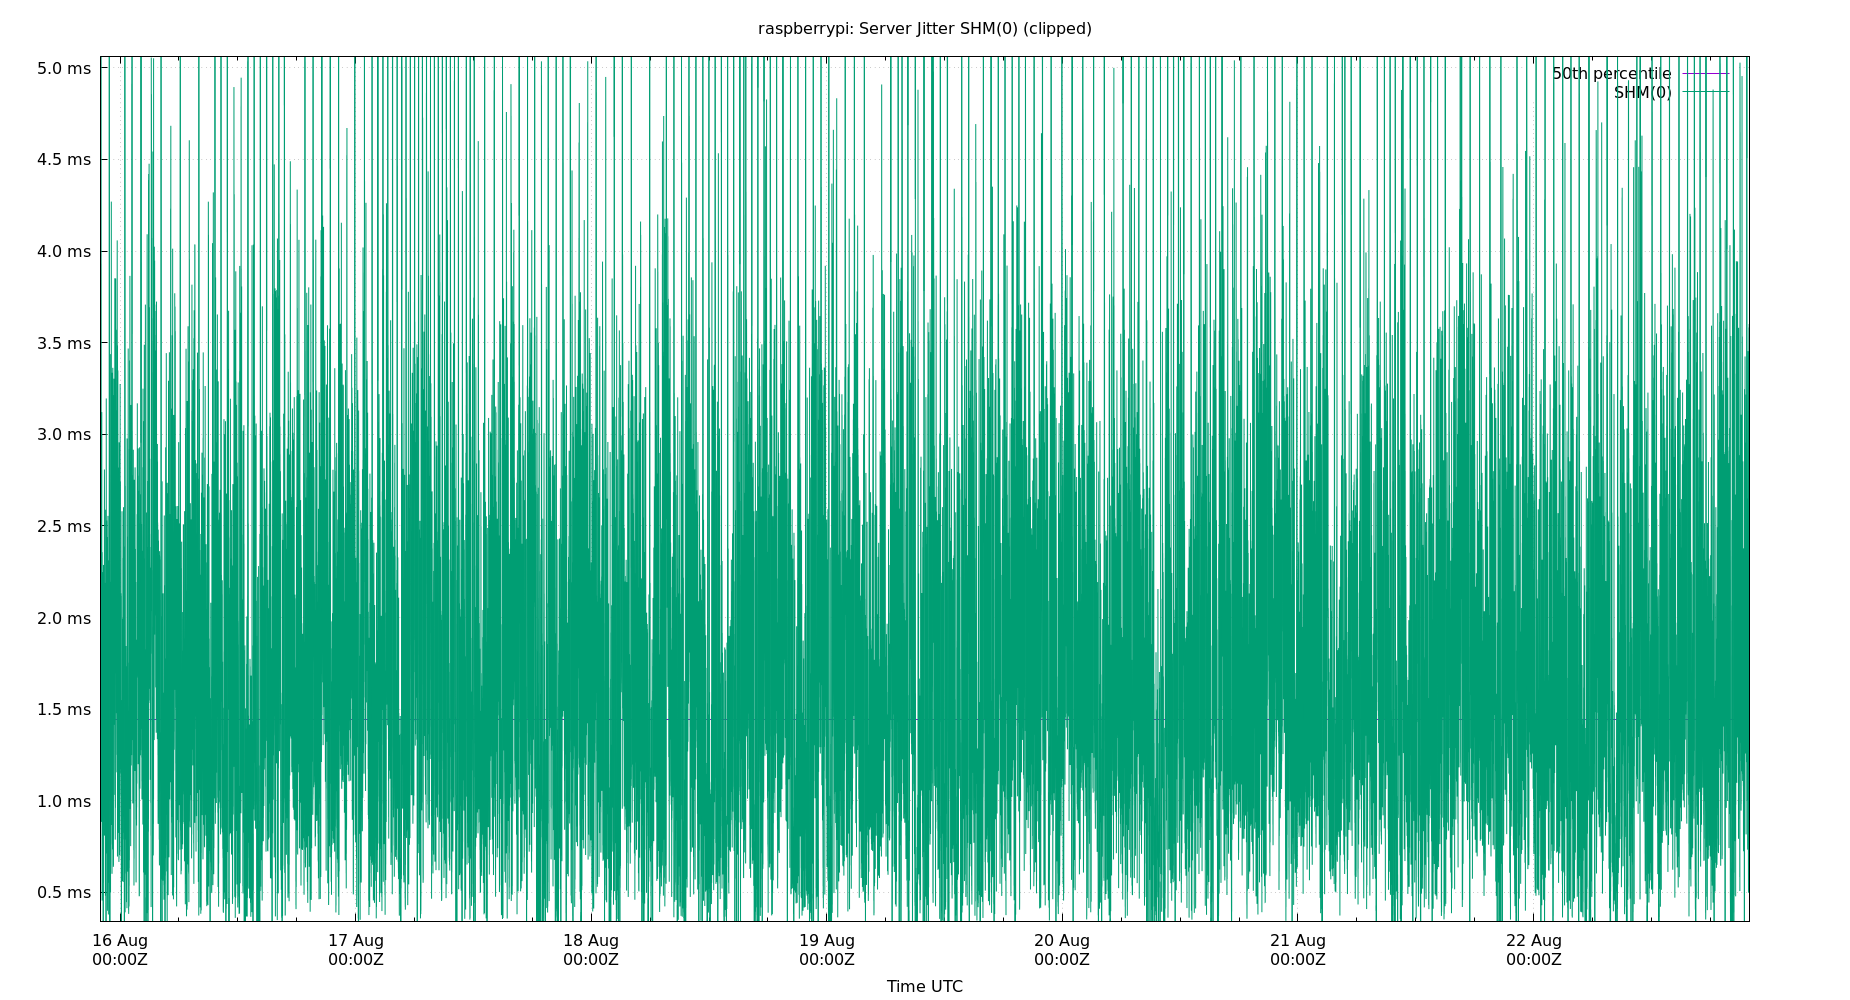 raspberrypi: Server Jitter SHM(0) (clipped)
50th percentile
SHM(0)
5.0 ms
4.5 ms
4.0 ms
3.5 ms
3.0 ms
2.5 ms
2.0 ms
1.5 ms
1.0 ms
0.5 ms
16 Aug 17 Aug 18 Aug 19 Aug 20 Aug 21 Aug 22 Aug
00:00Z 00:00Z 00:00Z 00:00Z 00:00Z 00:00Z 00:00Z
Time UTC